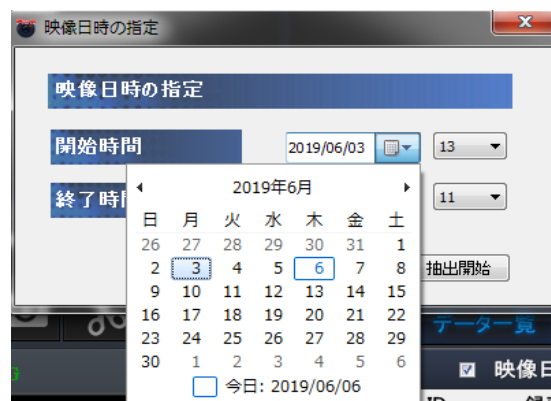 映像日時の指定
映像日時の指定
開始時間
2019/06/03
13
終了時
11
2019年6月
日 月 火 水 木 金 土
26 27 28 29 30 31 1
2 3 4 5 6 7 8
9 10 11 12 13 14 15
16 17 18 19 20 21 22
23 24 25 26 27 28 29
30 1 2 3 4 5 6
今日: 2019/06/06
抽出開始
データ一覧
映像日